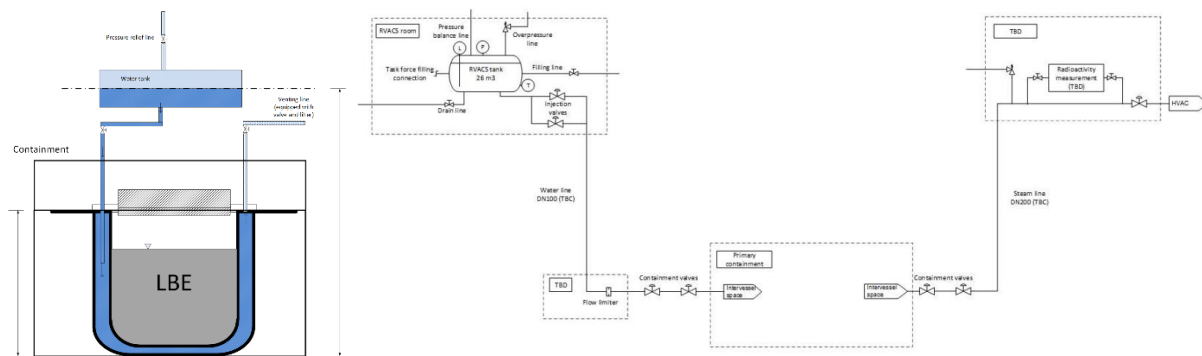 Pressure relief line
Water tank
Venting line
(equipped with
valve and filter)
Containment
LBE
RVACS room
Pressure
balance line
Overpressure
line
L
P
Task force filling
connection
RVACS tank
26 m3
Filling line
T
Drain line
Injection
valves
Water line
DN100 (TBC)
TBD
Flow limiter
Containment valves
Primary
containment
Intervessel
space
Intervessel
space
Containment valves
Steam line
DN200 (TBC)
TBD
Radioactivity
measurement
(TBD)
HVAC